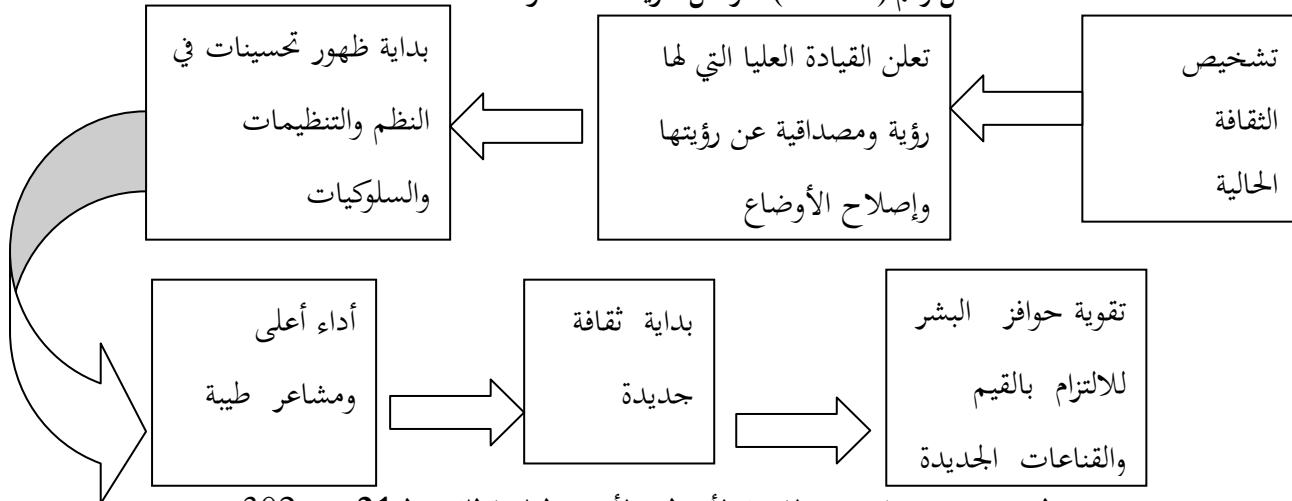 تشخيص
الثقافة
الحالية
تعلن القيادة العليا التي لها
رؤية ومصداقية عن رؤيتها
وإصلاح الأوضاع
بداية ظهور تحسينات في
النظم والتنظيمات
والسلوكيات
أداء أعلى
ومشاعر طيبة
بداية ثقافة
جديدة
تقوية حوافز البشر
للالتزام بالقيم
والقناعات الجديدة